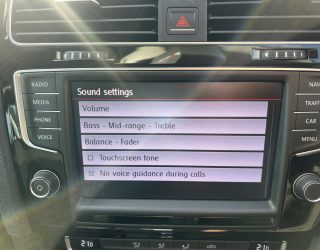 Sound settings
RADIO
MEDIA
PHONE
VOICE
Volume
Bass - Mid-range - Treble
Balance - Fader
Touchscreen tone
No voice guidance during calls
NAV
TRAFFI
CAR
MENU